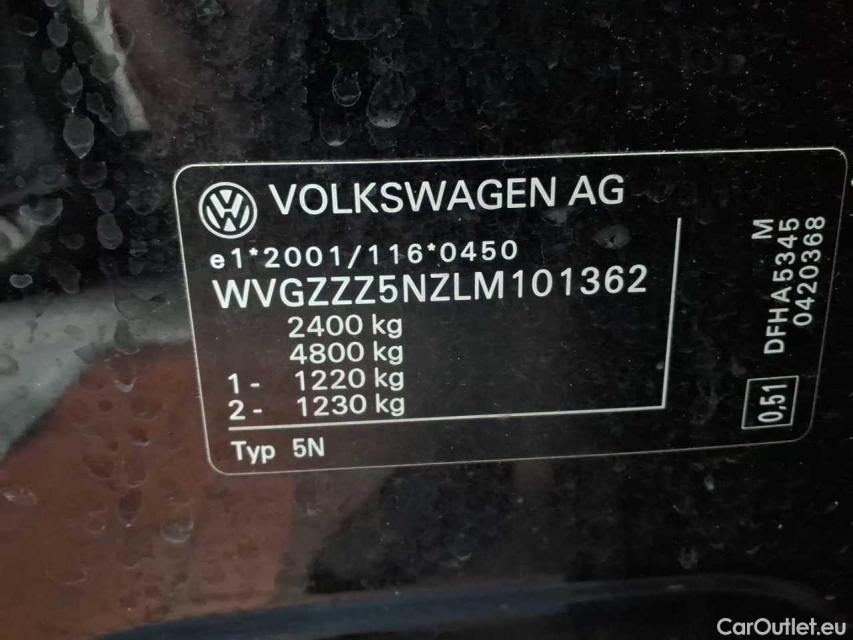 VOLKSWAGEN AG
e1*2001/116*0450
WVGZZZ5NZLM101362
2400 kg
4800 kg
1- 1220 kg
2- 1230 kg
Typ 5N
M
DFHA5345
0420368
0,51
CarOutlet.eu